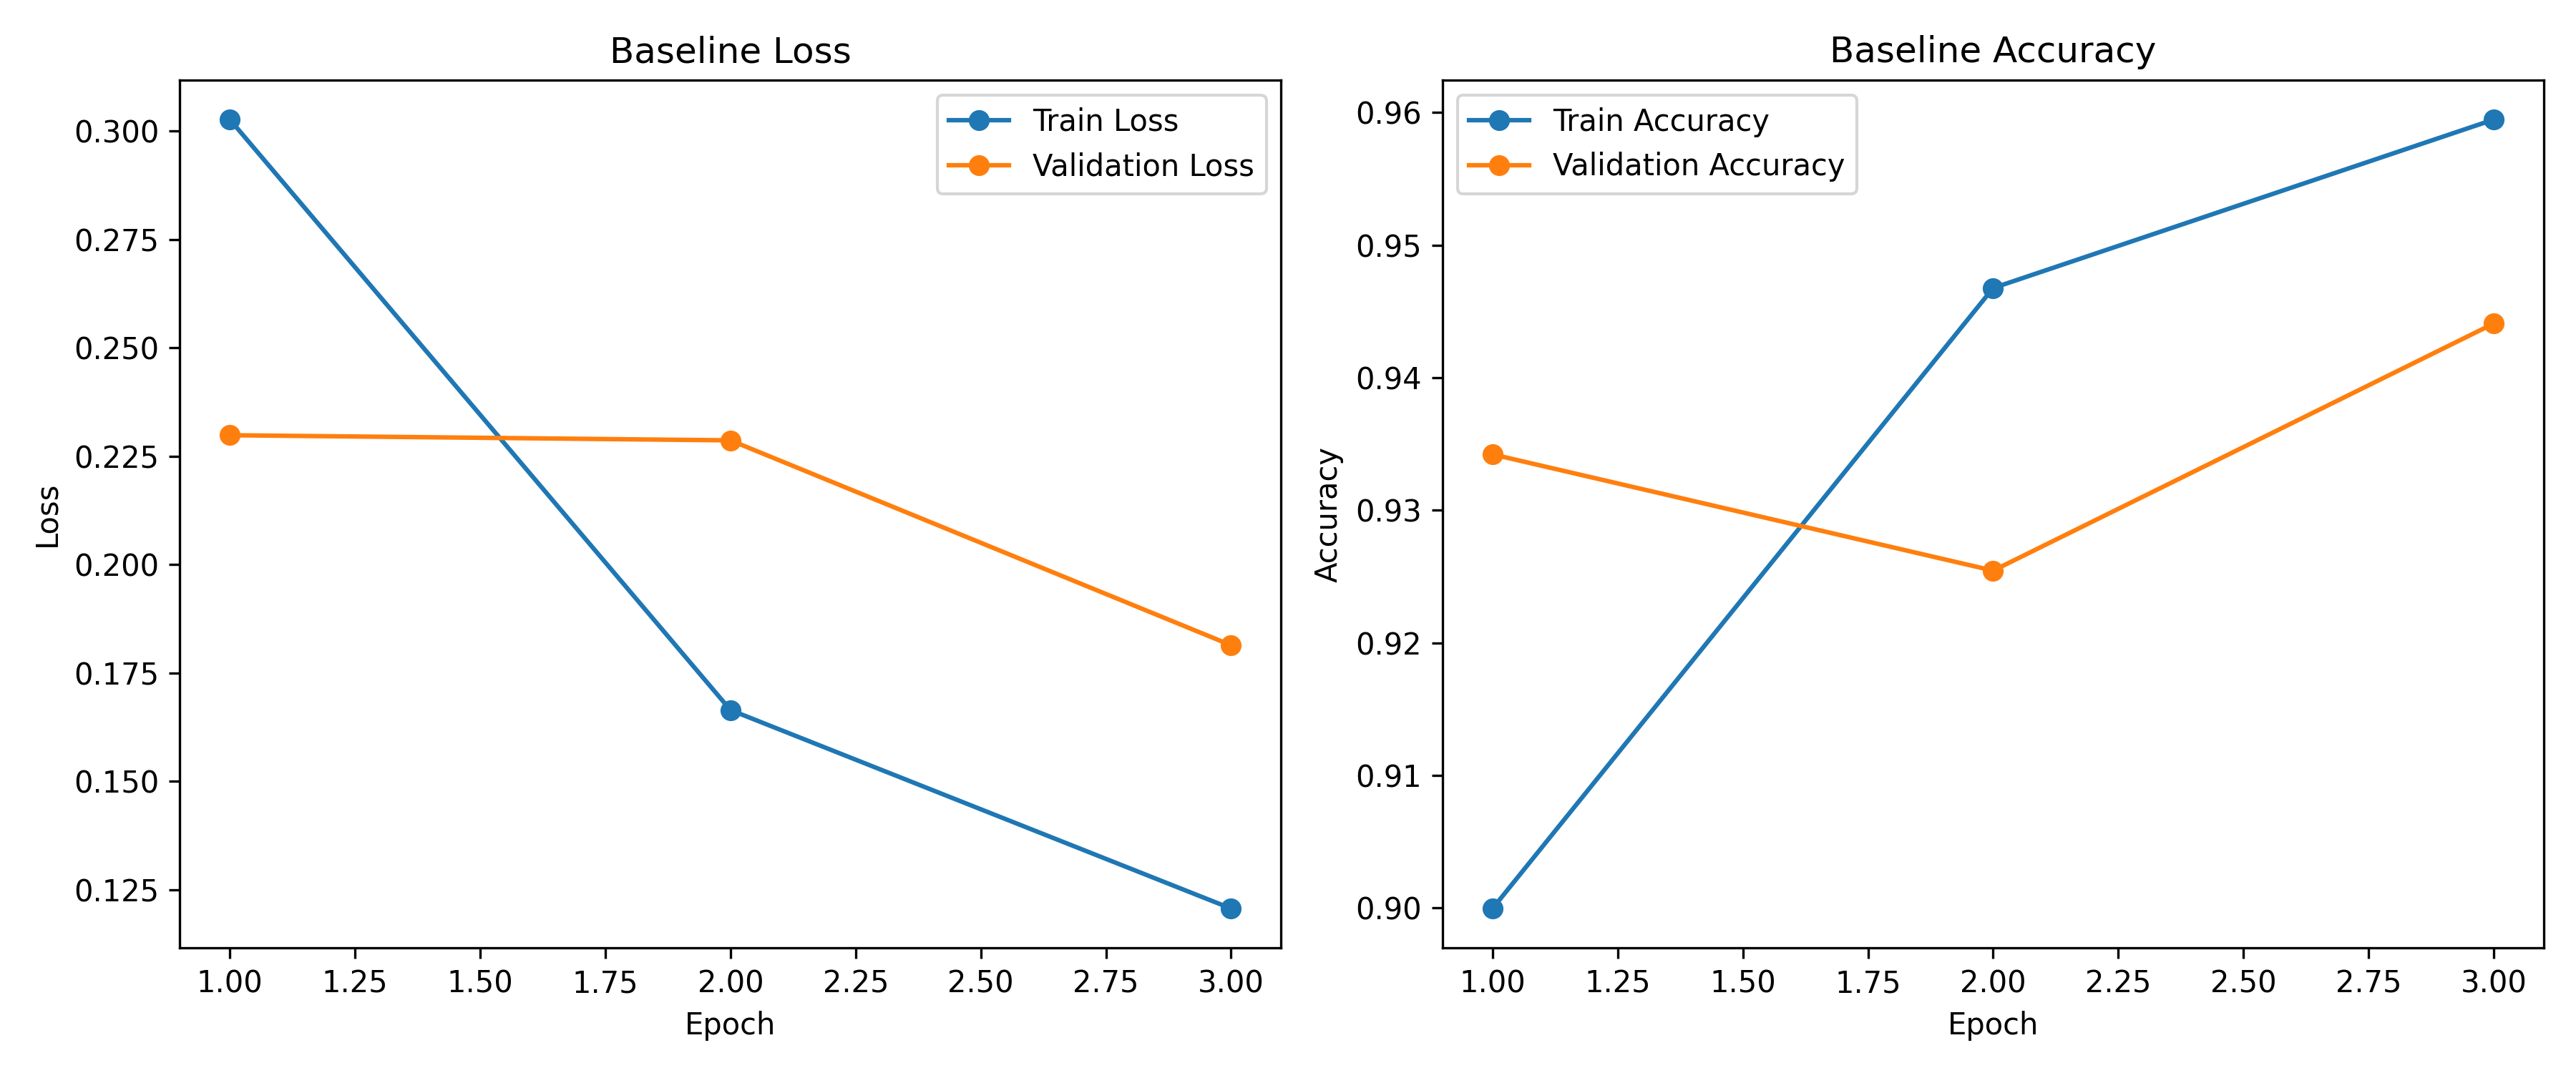 Baseline Loss
Train Loss
Validation Loss
0.300
0.275
0.250
0.225
0.200
0.175
0.150
0.125
Loss
1.00 1.25 1.50 1.75 2.00 2.25 2.50 2.75 3.00
Epoch
Baseline Accuracy
Train Accuracy
Validation Accuracy
0.96
0.95
0.94
0.93
0.92
0.91
0.90
Accuracy
1.00 1.25 1.50 1.75 2.00 2.25 2.50 2.75 3.00
Epoch